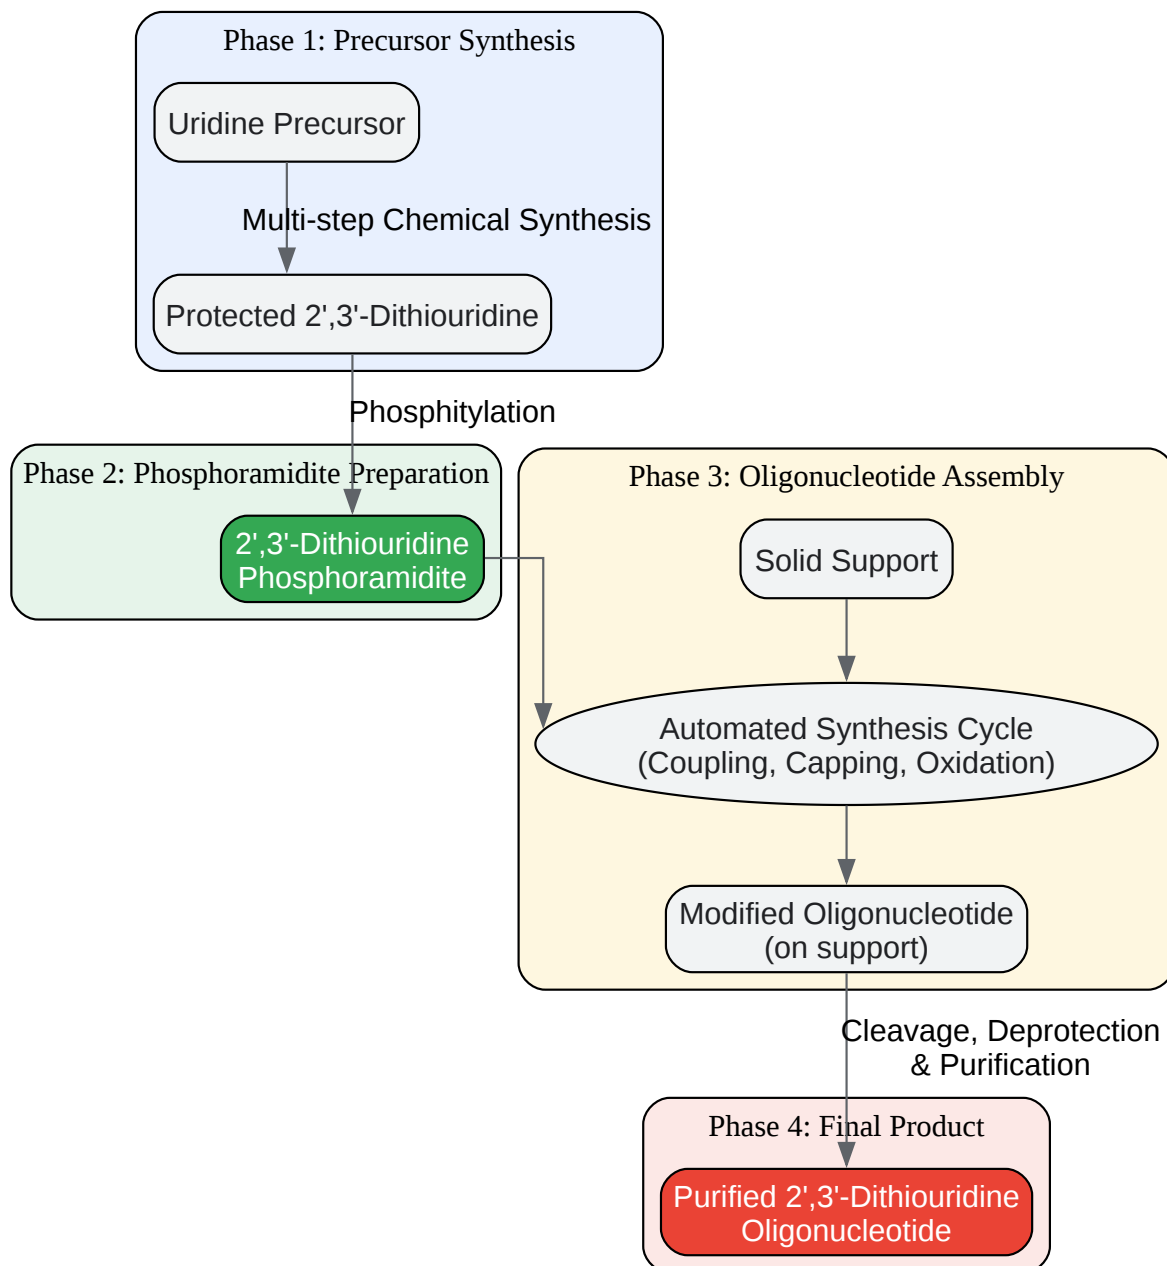 Phase 1: Precursor Synthesis
Uridine Precursor
Multi-step Chemical Synthesis
Protected 2',3'-Dithiouridine
Phosphitylation
Phase 2: Phosphoramidite Preparation
2',3'-Dithiouridine
Phosphoramidite
Phase 3: Oligonucleotide Assembly
Solid Support
Automated Synthesis Cycle
(Coupling, Capping, Oxidation)
Modified Oligonucleotide
(on support)
Cleavage, Deprotection
& Purification
Phase 4: Final Product
Purified 2',3'-Dithiouridine
Oligonucleotide